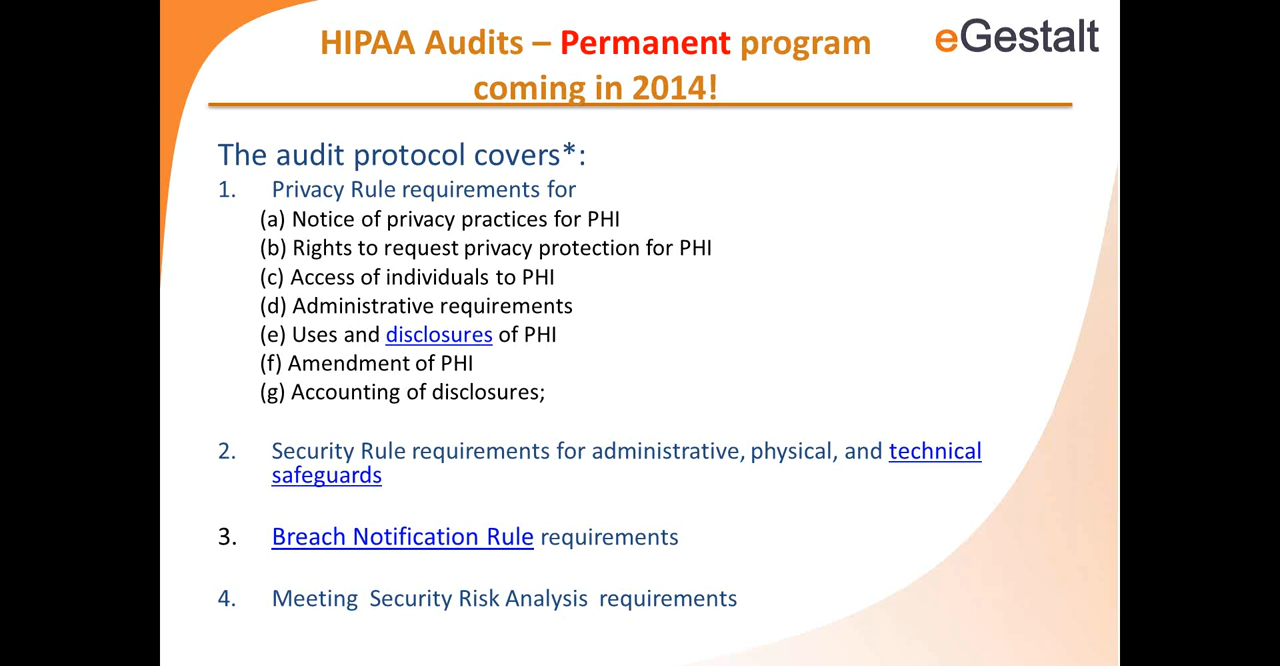 HIPAA Audits – Permanent program
coming in 2014!
eGestalt
The audit protocol covers*:
1. Privacy Rule requirements for
(a) Notice of privacy practices for PHI
(b) Rights to request privacy protection for PHI
(c) Access of individuals to PHI
(d) Administrative requirements
(e) Uses and disclosures of PHI
(f) Amendment of PHI
(g) Accounting of disclosures;
2. Security Rule requirements for administrative, physical, and technical
safeguards
3. Breach Notification Rule requirements
4. Meeting Security Risk Analysis requirements